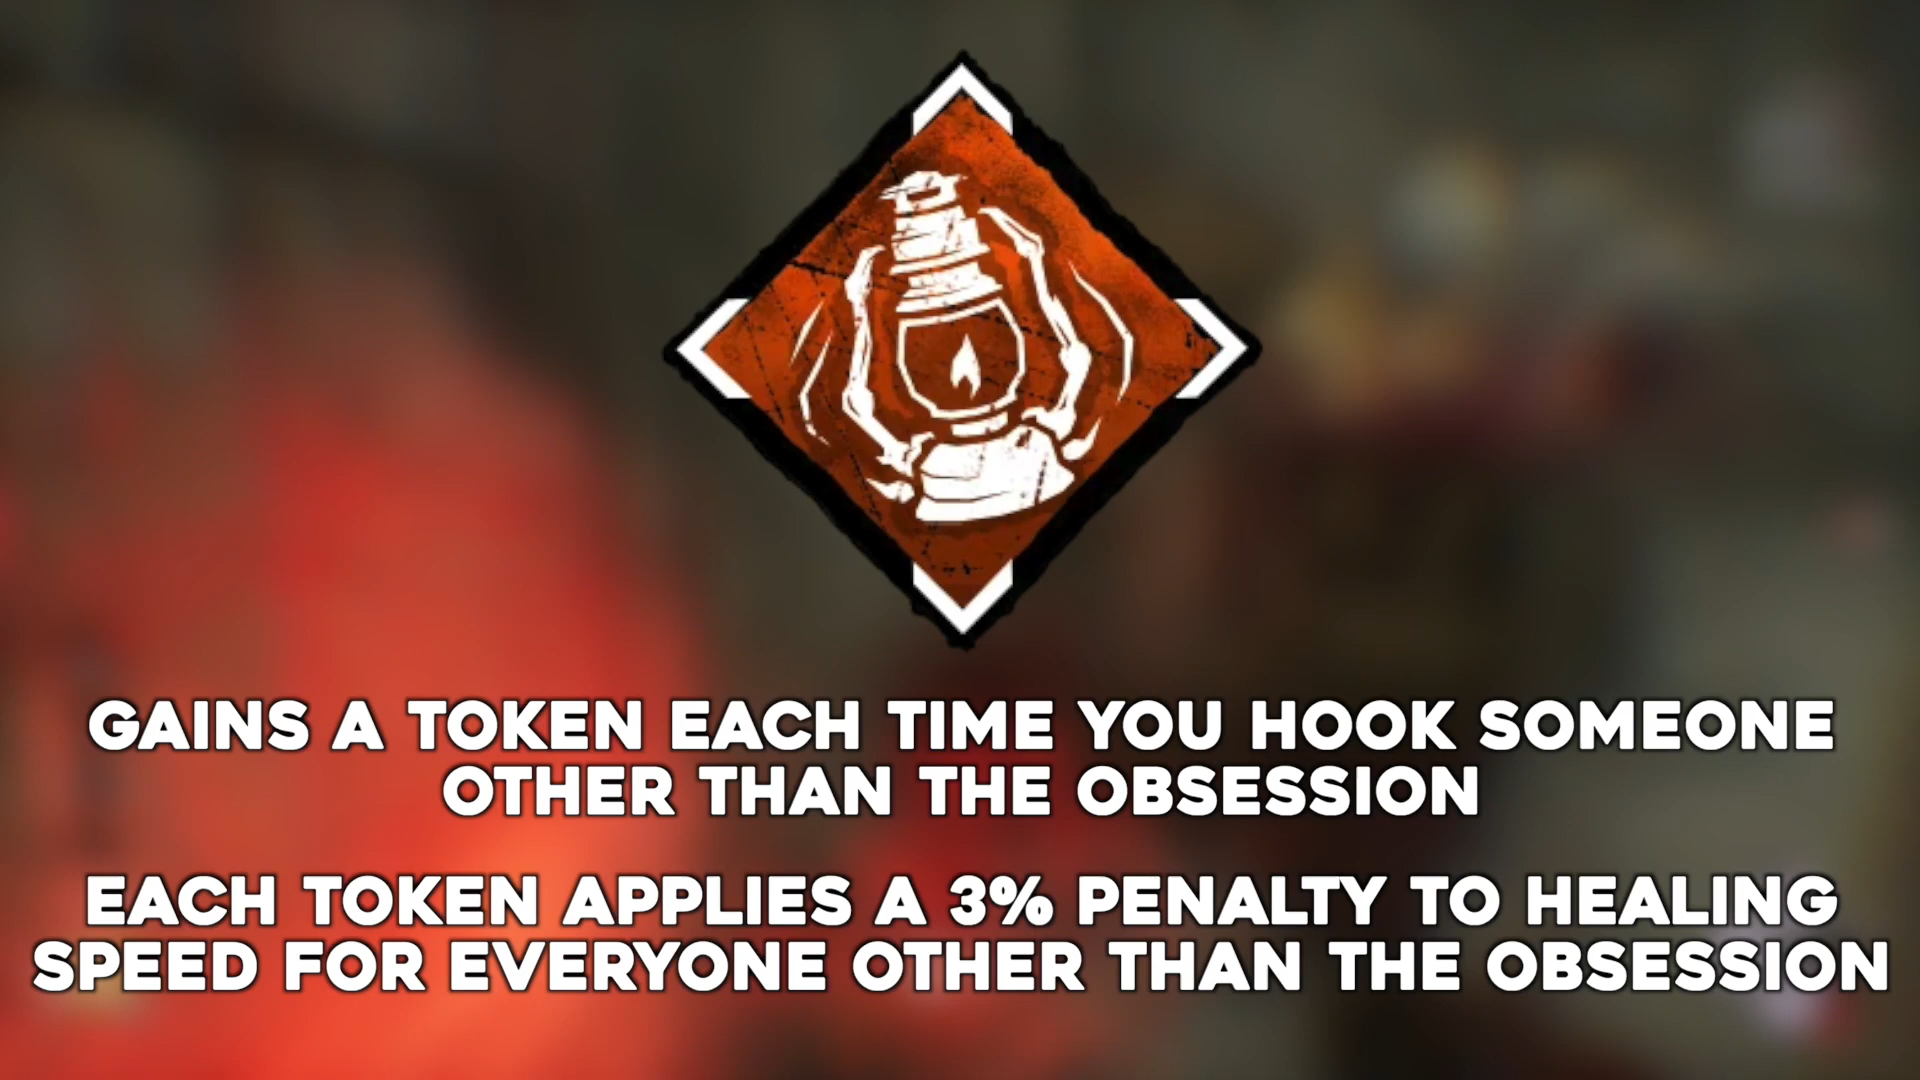 GAINS A TOKEN EACH TIME YOU HOOK SOMEONE
OTHER THAN THE OBSESSION
EACH TOKEN APPLIES A 3% PENALTY TO HEALING
SPEED FOR EVERYONE OTHER THAN THE OBSESSION